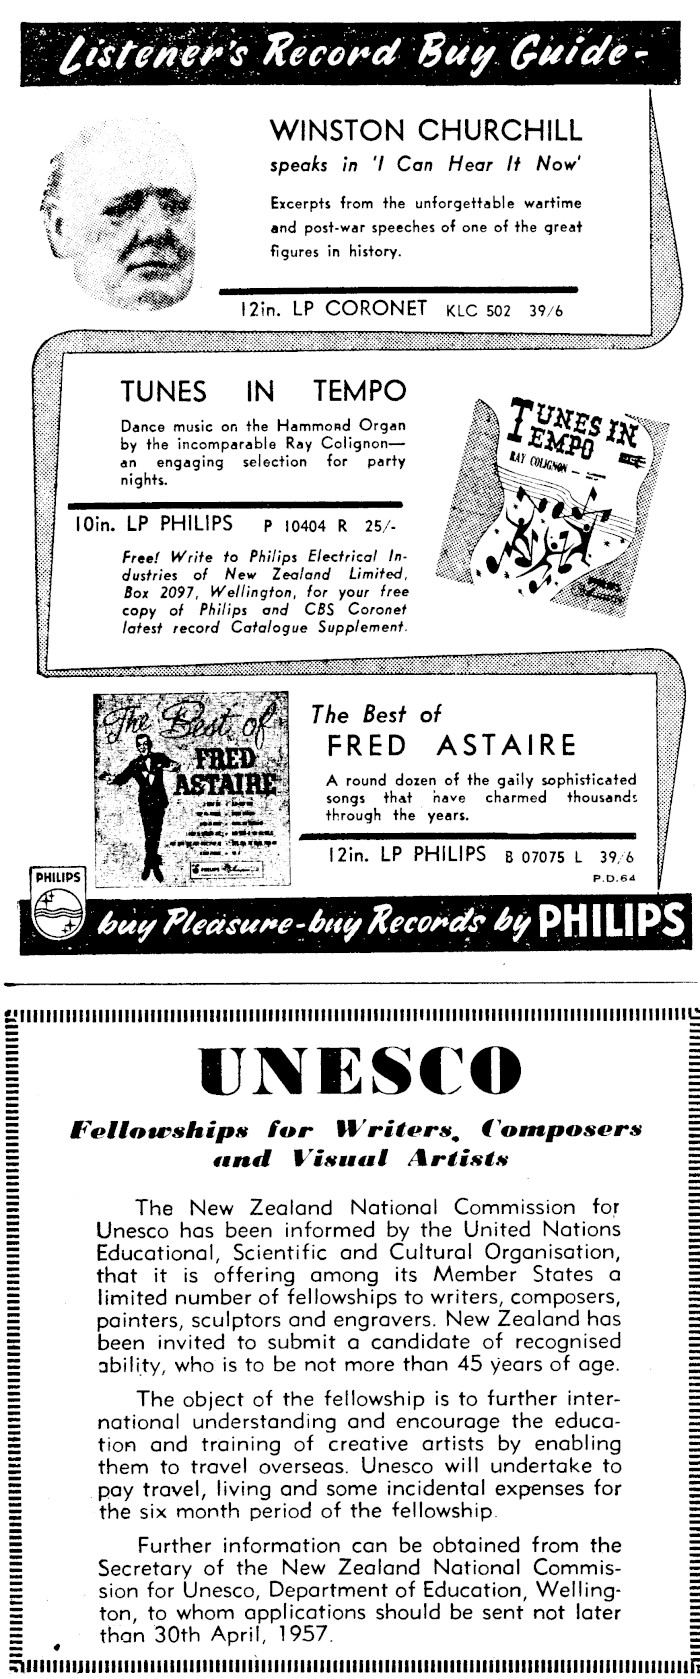 Listener's Record Buy Guide-
WINSTON CHURCHILL
speaks in 'I Can Hear It Now'
Excerpts from the unforgettable wartime
and post-war speeches of one of the great
figures in history.
12in. LP CORONET KLC 502 39/6
TUNES IN TEMPO
Dance music on the Hammond Organ
by the incomparable Ray Colignon—
an engaging selection for party
nights.
10in. LP PHILIPS P 10404 R 25/-
Free! Write to Philips Electrical In-
dustries of New Zealand Limited,
Box 2097, Wellington, for your free
copy of Philips and CBS Coronet
latest record Catalogue Supplement.
TUNES IN
TEMPO
RAY COLIGNON
PHILIPS
The Best of
FRED
ASTAIRE
The Best of
FRED ASTAIRE
A round dozen of the gaily sophisticated
songs that have charmed thousands
through the years.
12in. LP PHILIPS B 07075 L 39/6
P.D.64
PHILIPS
buy Pleasure-buy Records by PHILIPS
UNESCO
Fellowships for Writers, Composers
and Visual Artists
The New Zealand National Commission for
Unesco has been informed by the United Nations
Educational, Scientific and Cultural Organisation,
that it is offering among its Member States a
limited number of fellowships to writers, composers,
painters, sculptors and engravers. New Zealand has
been invited to submit a candidate of recognised
ability, who is to be not more than 45 years of age.
The object of the fellowship is to further inter-
national understanding and encourage the educa-
tion and training of creative artists by enabling
them to travel overseas. Unesco will undertake to
pay travel, living and some incidental expenses for
the six month period of the fellowship.
Further information can be obtained from the
Secretary of the New Zealand National Commis-
sion for Unesco, Department of Education, Welling-
ton, to whom applications should be sent not later
than 30th April, 1957.